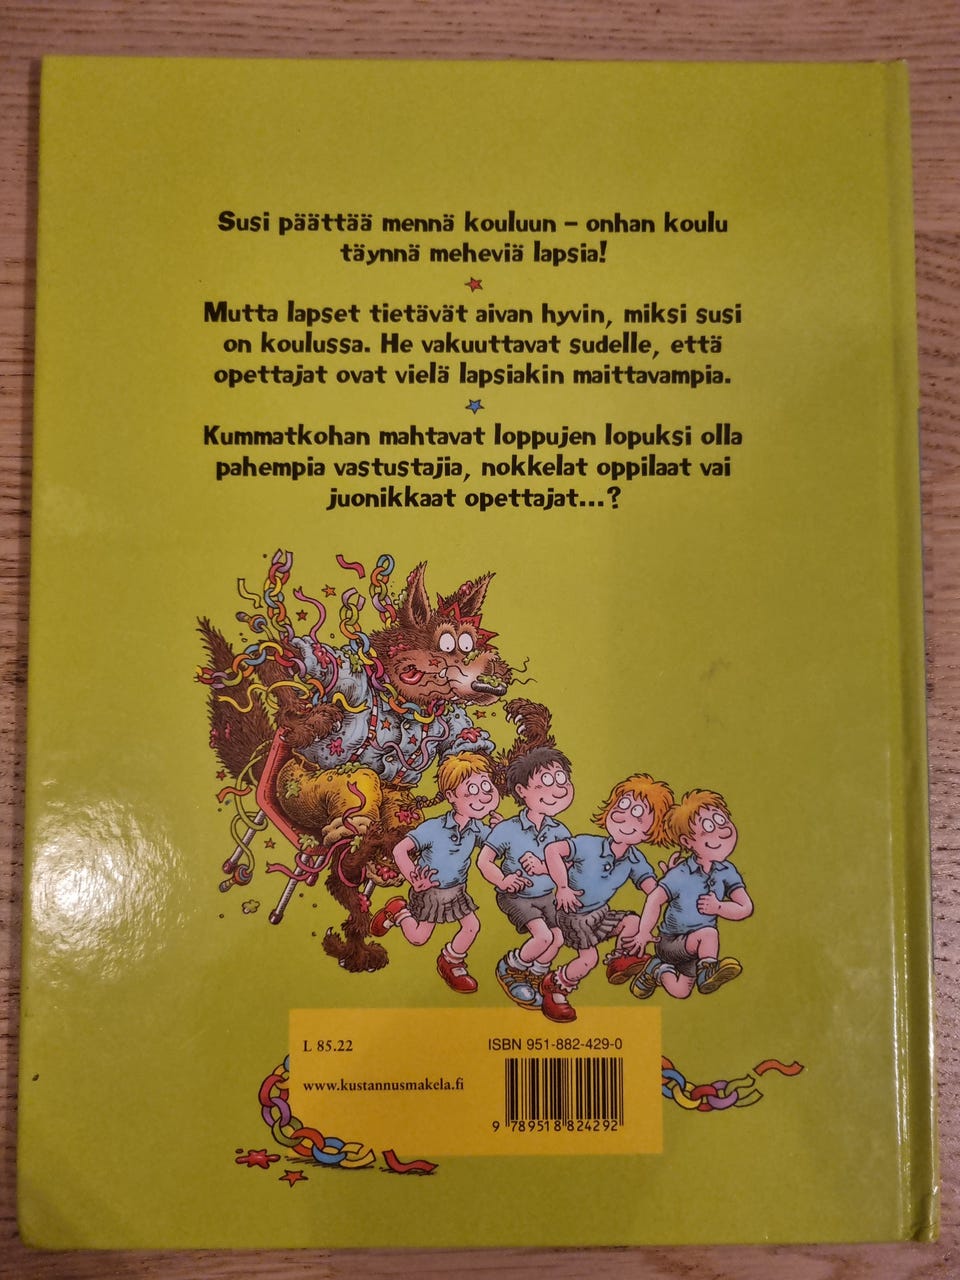 Susi päättää mennä kouluun – onhan koulu
täynnä meheviä lapsia!
Mutta lapset tietävät aivan hyvin, miksi susi
on koulussa. He vakuuttavat sudelle, että
opettajat ovat vielä lapsiakin maittavampia.
Kummatkohan mahtavat loppujen lopuksi olla
pahempia vastustajia, nokkelat oppilaat vai
juonikkaat opettajat...?
L 85.22
ISBN 951-882-429-0
www.kustannusmakela.fi
9 789518 824292